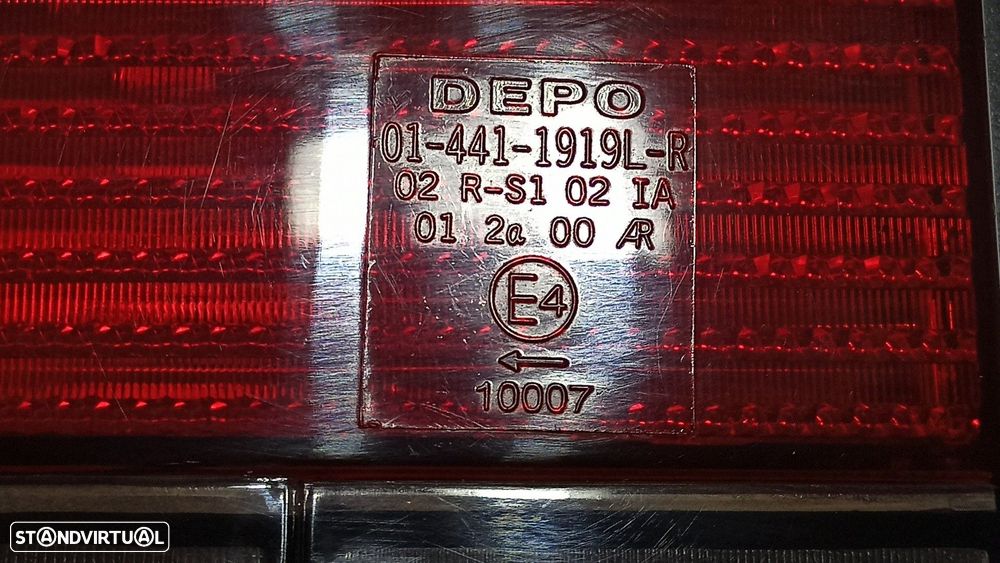 DEPO
01-441-1919L-R
02 R-S1 02 IA
01 2a 00 AR
E4
10007
STANDVIRTUAL